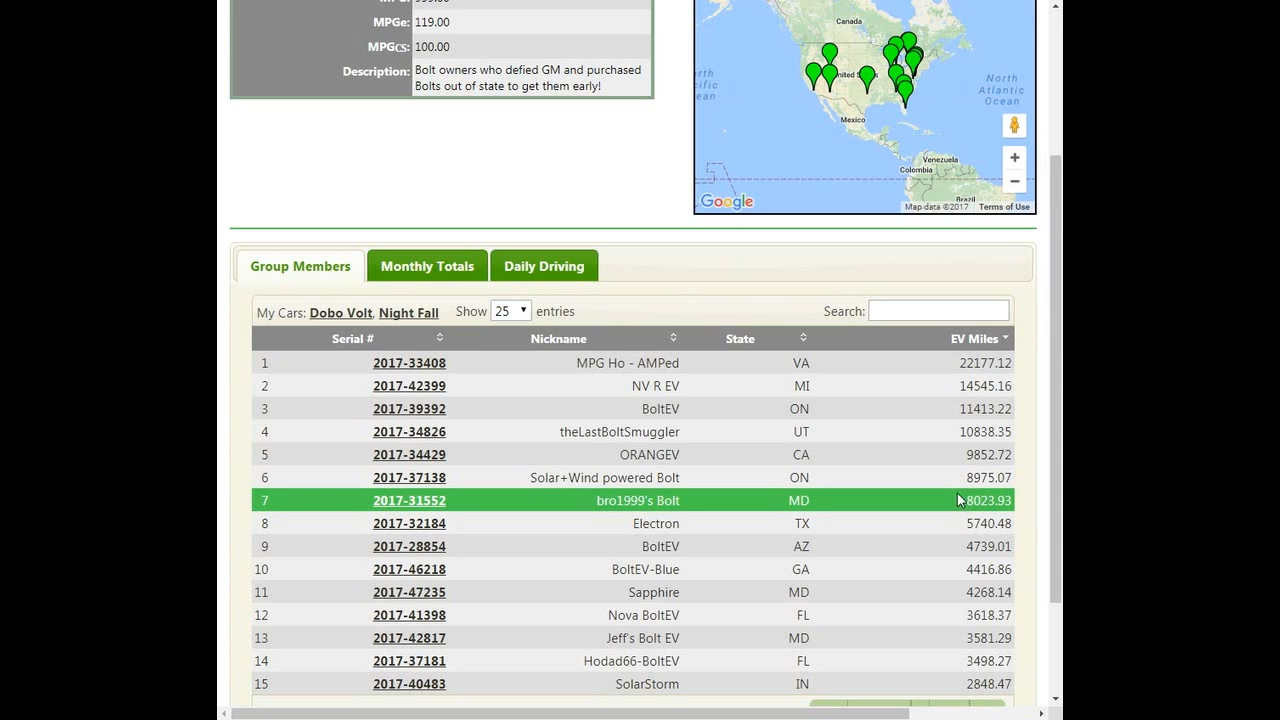 MPGe: 119.00
MPGCS: 100.00
Description: Bolt owners who defied GM and purchased
Bolts out of state to get them early!
Canada
North
Atlantic
Ocean
Mexico
Venezuela
Colombia
Google
Map data ©2017 Terms of Use
Group Members Monthly Totals Daily Driving
My Cars: Dobo Volt, Night Fall Show 25 entries Search:
Serial # Nickname State EV Miles
1 2017-33408 MPG Ho - AMPed VA 22177.12
2 2017-42399 NV R EV MI 14545.16
3 2017-39392 BoltEV ON 11413.22
4 2017-34826 theLastBoltSmuggler UT 10838.35
5 2017-34429 ORANGEV CA 9852.72
6 2017-37138 Solar+Wind powered Bolt ON 8975.07
7 2017-31552 bro1999's Bolt MD 8023.93
8 2017-32184 Electron TX 5740.48
9 2017-28854 BoltEV AZ 4739.01
10 2017-46218 BoltEV-Blue GA 4416.86
11 2017-47235 Sapphire MD 4268.14
12 2017-41398 Nova BoltEV FL 3618.37
13 2017-42817 Jeff's Bolt EV MD 3581.29
14 2017-37181 Hodad66-BoltEV FL 3498.27
15 2017-40483 SolarStorm IN 2848.47